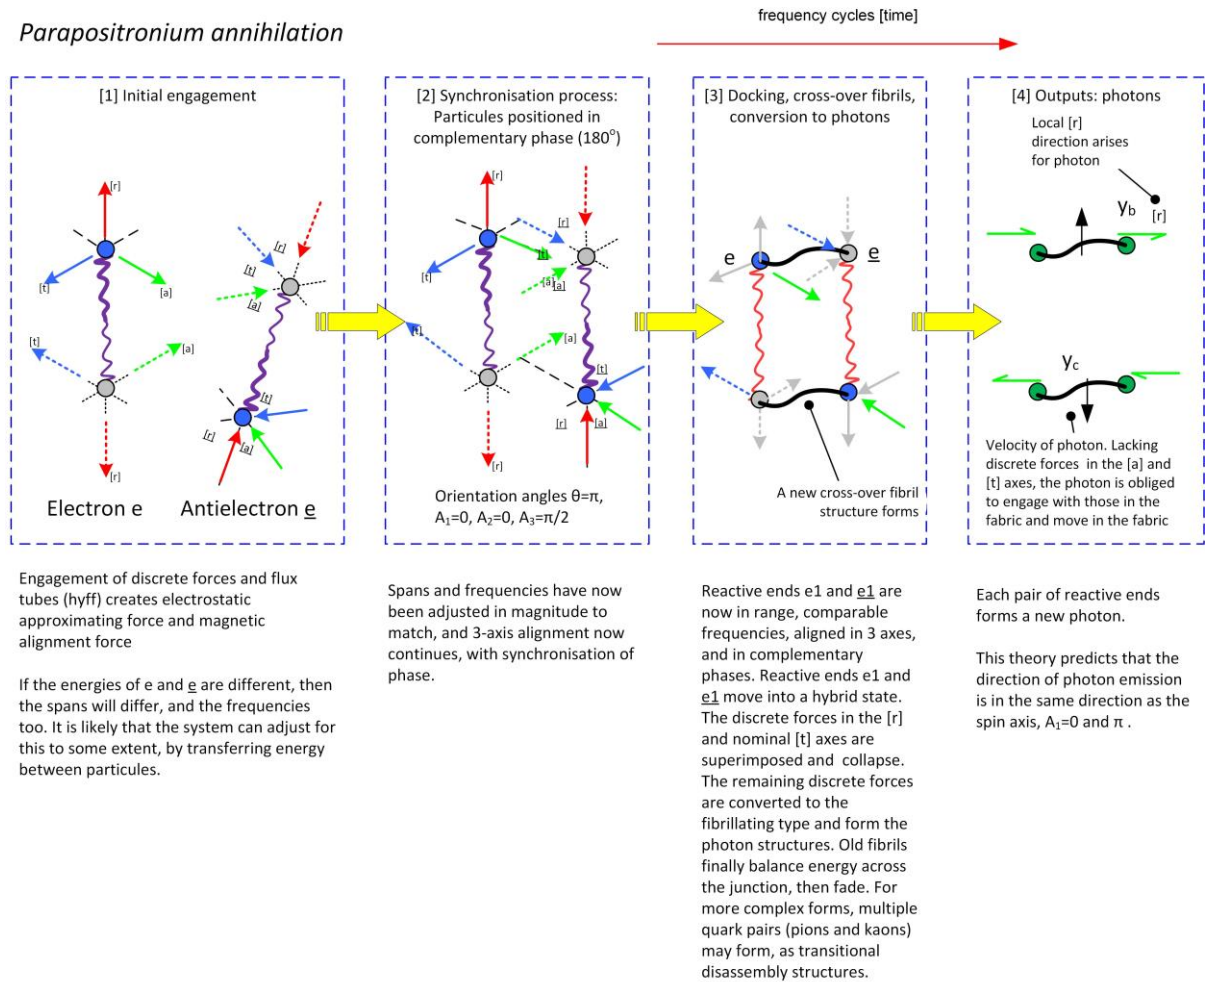 Parapositronium annihilation
frequency cycles [time]
[1] Initial engagement
[r]
[t]
[a]
[r]
[t]
[a]
[t]
[a]
[r]
[t]
[r]
[a]
Electron e
Antielectron e
[2] Synchronisation process:
Particules positioned in
complementary phase (180°)
[r]
[r]
[t]
[t]
[a]
[a]
[t]
[a]
[t]
[r]
[a]
[r]
Orientation angles θ=π,
A₁=0, A₂=0, A₃=π/2
[3] Docking, cross-over fibrils,
conversion to photons
e
e
A new cross-over fibril
structure forms
[4] Outputs: photons
Local [r]
direction arises
for photon
yb
[r]
yc
Velocity of photon. Lacking
discrete forces in the [a] and
[t] axes, the photon is obliged
to engage with those in the
fabric and move in the fabric
Engagement of discrete forces and flux
tubes (hyff) creates electrostatic
approximating force and magnetic
alignment force
If the energies of e and e are different, then
the spans will differ, and the frequencies
too. It is likely that the system can adjust for
this to some extent, by transferring energy
between particules.
Spans and frequencies have now
been adjusted in magnitude to
match, and 3-axis alignment now
continues, with synchronisation of
phase.
Reactive ends e1 and e1 are
now in range, comparable
frequencies, aligned in 3 axes,
and in complementary
phases. Reactive ends e1 and
e1 move into a hybrid state.
The discrete forces in the [r]
and nominal [t] axes are
superimposed and collapse.
The remaining discrete forces
are converted to the
fibrillating type and form the
photon structures. Old fibrils
finally balance energy across
the junction, then fade. For
more complex forms, multiple
quark pairs (pions and kaons)
may form, as transitional
disassembly structures.
Each pair of reactive ends
forms a new photon.
This theory predicts that the
direction of photon emission
is in the same direction as the
spin axis, A₁=0 and π .